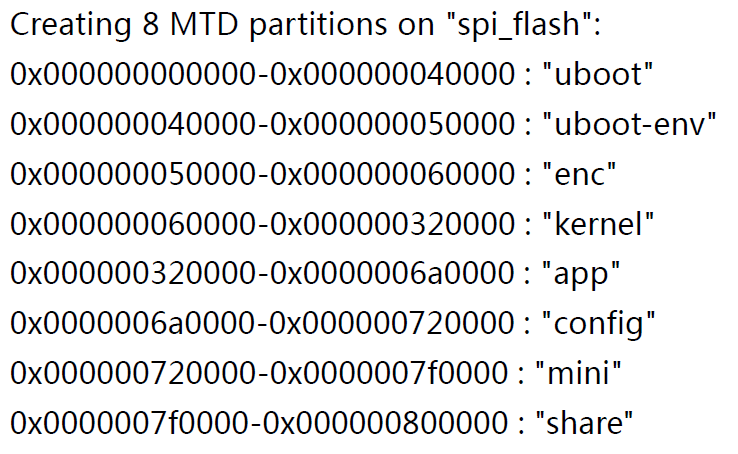 Creating 8 MTD partitions on "spi_flash":
0x000000000000-0x000000040000 : "uboot"
0x000000040000-0x000000050000 : "uboot-env"
0x000000050000-0x000000060000 : "enc"
0x000000060000-0x000000320000 : "kernel"
0x000000320000-0x0000006a0000 : "app"
0x0000006a0000-0x000000720000 : "config"
0x000000720000-0x0000007f0000 : "mini"
0x0000007f0000-0x000000800000 : "share"